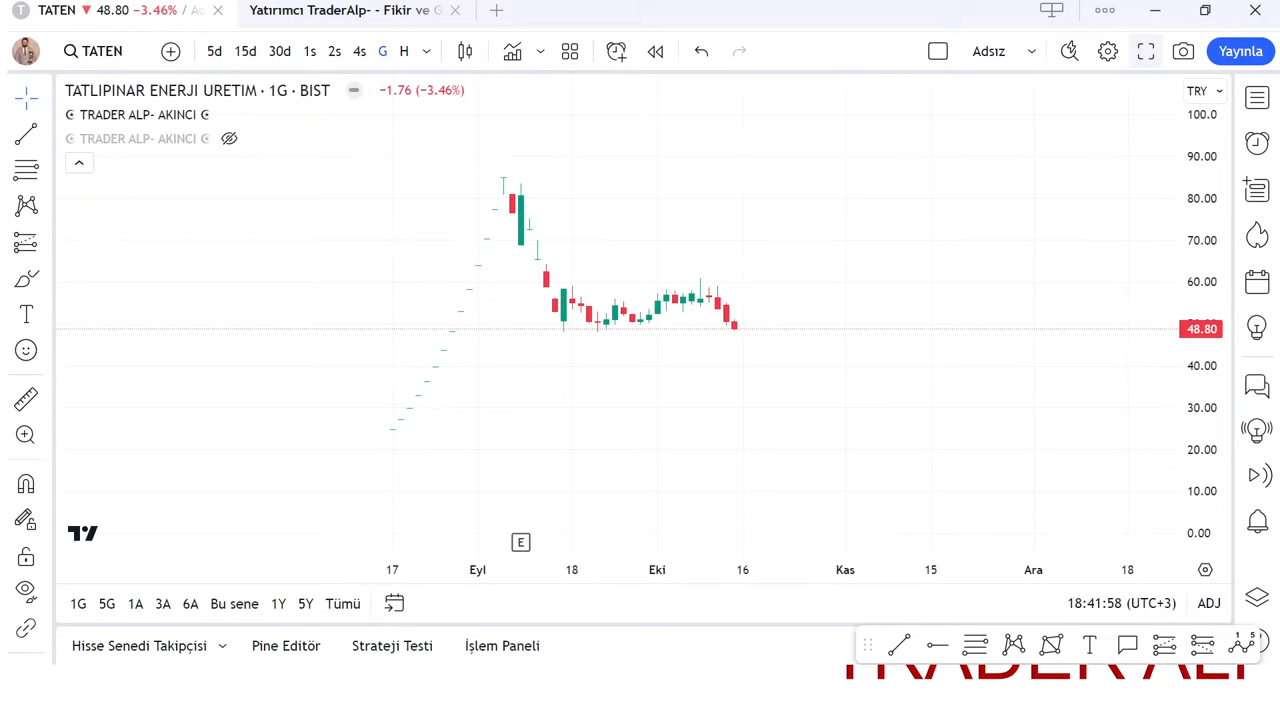 TATEN ▼ 48.80 −3.46% / Ad
Yatırımcı TraderAlp- - Fikir ve G
TATEN
5d 15d 30d 1s 2s 4s G H
Adsız
Yayınla
TATLIPINAR ENERJI URETIM · 1G · BIST −1.76 (−3.46%)
TRADER ALP- AKINCI
TRADER ALP- AKINCI
TRY
100.0
90.00
80.00
70.00
60.00
48.80
40.00
30.00
20.00
10.00
0.00
E
17 Eyl 18 Eki 16 Kas 15 Ara 18
1G 5G 1A 3A 6A Bu sene 1Y 5Y Tümü
18:41:58 (UTC+3) ADJ
Hisse Senedi Takipçisi Pine Editör Strateji Testi İşlem Paneli
TRADER ALP